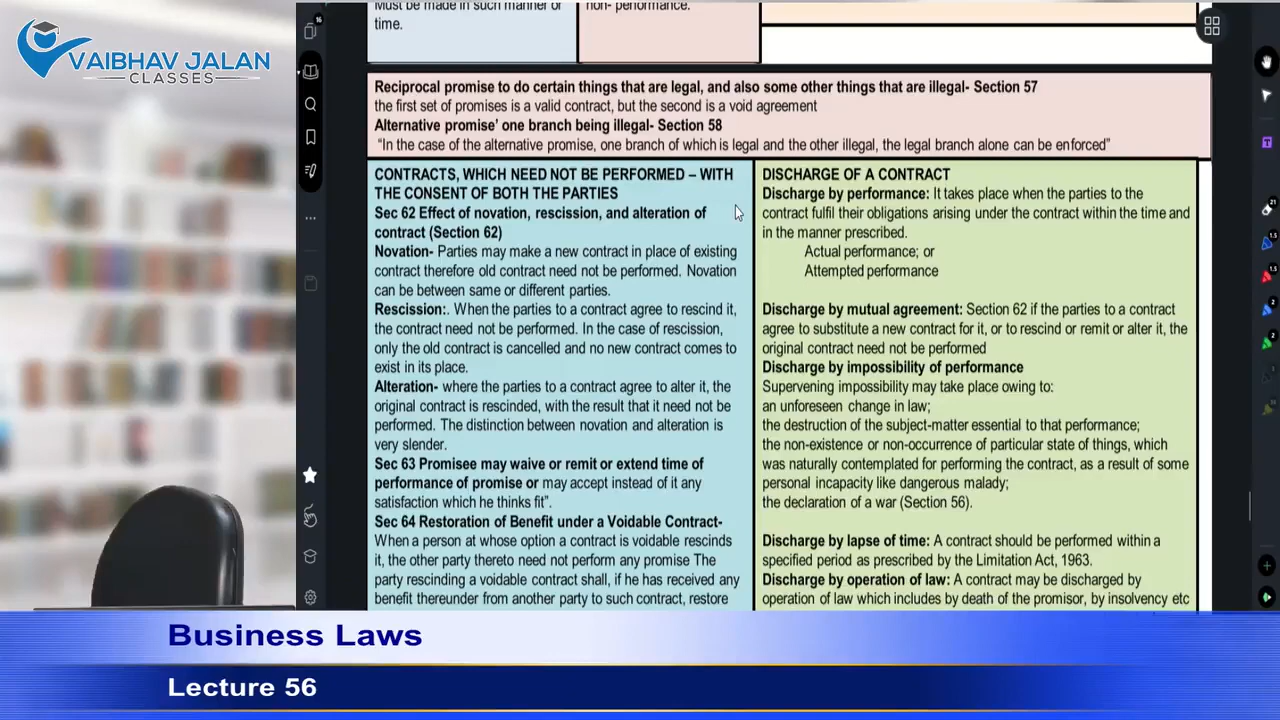 VAIBHAV JALAN
CLASSES
Must be made in such manner or
time.
non- performance.
Reciprocal promise to do certain things that are legal, and also some other things that are illegal- Section 57
the first set of promises is a valid contract, but the second is a void agreement
Alternative promise’ one branch being illegal- Section 58
“In the case of the alternative promise, one branch of which is legal and the other illegal, the legal branch alone can be enforced”
CONTRACTS, WHICH NEED NOT BE PERFORMED – WITH
THE CONSENT OF BOTH THE PARTIES
Sec 62 Effect of novation, rescission, and alteration of
contract (Section 62)
Novation- Parties may make a new contract in place of existing
contract therefore old contract need not be performed. Novation
can be between same or different parties.
Rescission:. When the parties to a contract agree to rescind it,
the contract need not be performed. In the case of rescission,
only the old contract is cancelled and no new contract comes to
exist in its place.
Alteration- where the parties to a contract agree to alter it, the
original contract is rescinded, with the result that it need not be
performed. The distinction between novation and alteration is
very slender.
Sec 63 Promisee may waive or remit or extend time of
performance of promise or may accept instead of it any
satisfaction which he thinks fit”.
Sec 64 Restoration of Benefit under a Voidable Contract-
When a person at whose option a contract is voidable rescinds
it, the other party thereto need not perform any promise The
party rescinding a voidable contract shall, if he has received any
benefit thereunder from another party to such contract, restore
DISCHARGE OF A CONTRACT
Discharge by performance: It takes place when the parties to the
contract fulfil their obligations arising under the contract within the time and
in the manner prescribed.
Actual performance; or
Attempted performance
Discharge by mutual agreement: Section 62 if the parties to a contract
agree to substitute a new contract for it, or to rescind or remit or alter it, the
original contract need not be performed
Discharge by impossibility of performance
Supervening impossibility may take place owing to:
an unforeseen change in law;
the destruction of the subject-matter essential to that performance;
the non-existence or non-occurrence of particular state of things, which
was naturally contemplated for performing the contract, as a result of some
personal incapacity like dangerous malady;
the declaration of a war (Section 56).
Discharge by lapse of time: A contract should be performed within a
specified period as prescribed by the Limitation Act, 1963.
Discharge by operation of law: A contract may be discharged by
operation of law which includes by death of the promisor, by insolvency etc
Business Laws
Lecture 56